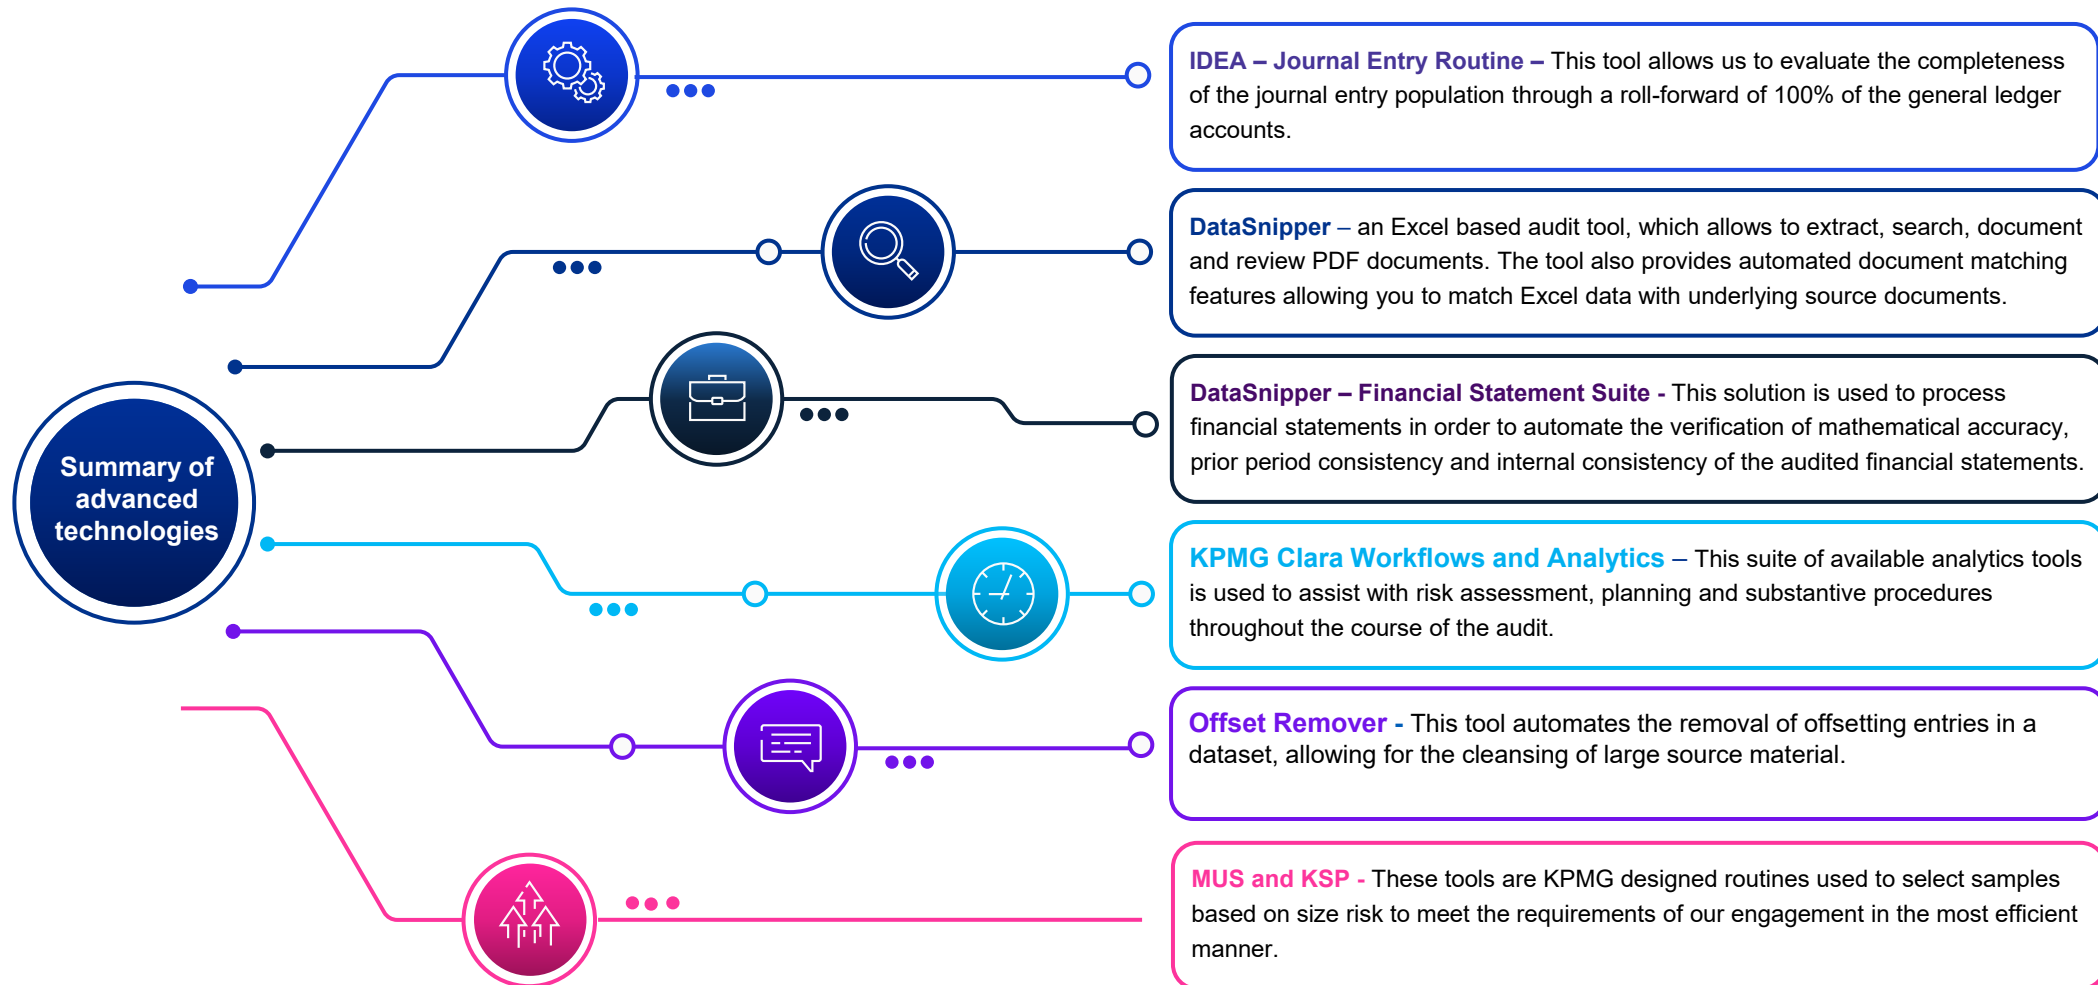 IDEA – Journal Entry Routine – This tool allows us to evaluate the completeness
of the journal entry population through a roll-forward of 100% of the general ledger
accounts.
DataSnipper – an Excel based audit tool, which allows to extract, search, document
and review PDF documents. The tool also provides automated document matching
features allowing you to match Excel data with underlying source documents.
DataSnipper – Financial Statement Suite - This solution is used to process
financial statements in order to automate the verification of mathematical accuracy,
prior period consistency and internal consistency of the audited financial statements.
Summary of
advanced
technologies
KPMG Clara Workflows and Analytics – This suite of available analytics tools
is used to assist with risk assessment, planning and substantive procedures
throughout the course of the audit.
Offset Remover - This tool automates the removal of offsetting entries in a
dataset, allowing for the cleansing of large source material.
MUS and KSP - These tools are KPMG designed routines used to select samples
based on size risk to meet the requirements of our engagement in the most efficient
manner.